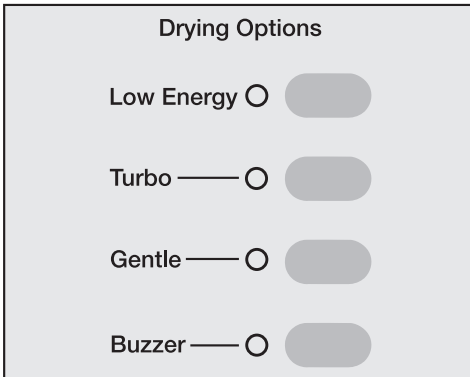 Drying Options
Low Energy
Turbo
Gentle
Buzzer